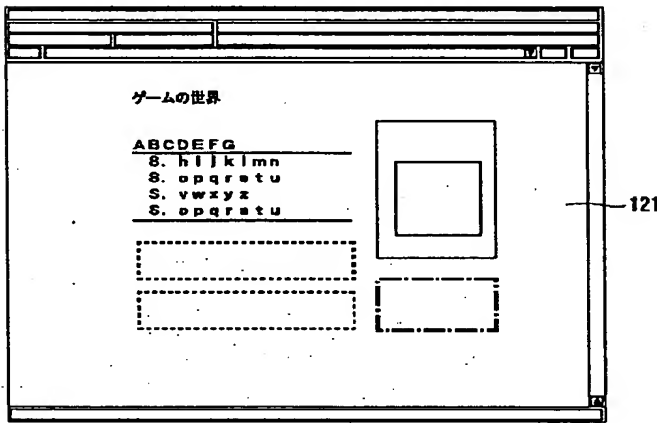 ゲームの世界
ABCDEFG
8. hijklmn
8. opqrstu
S. vwxyz
S. opqrstu
121